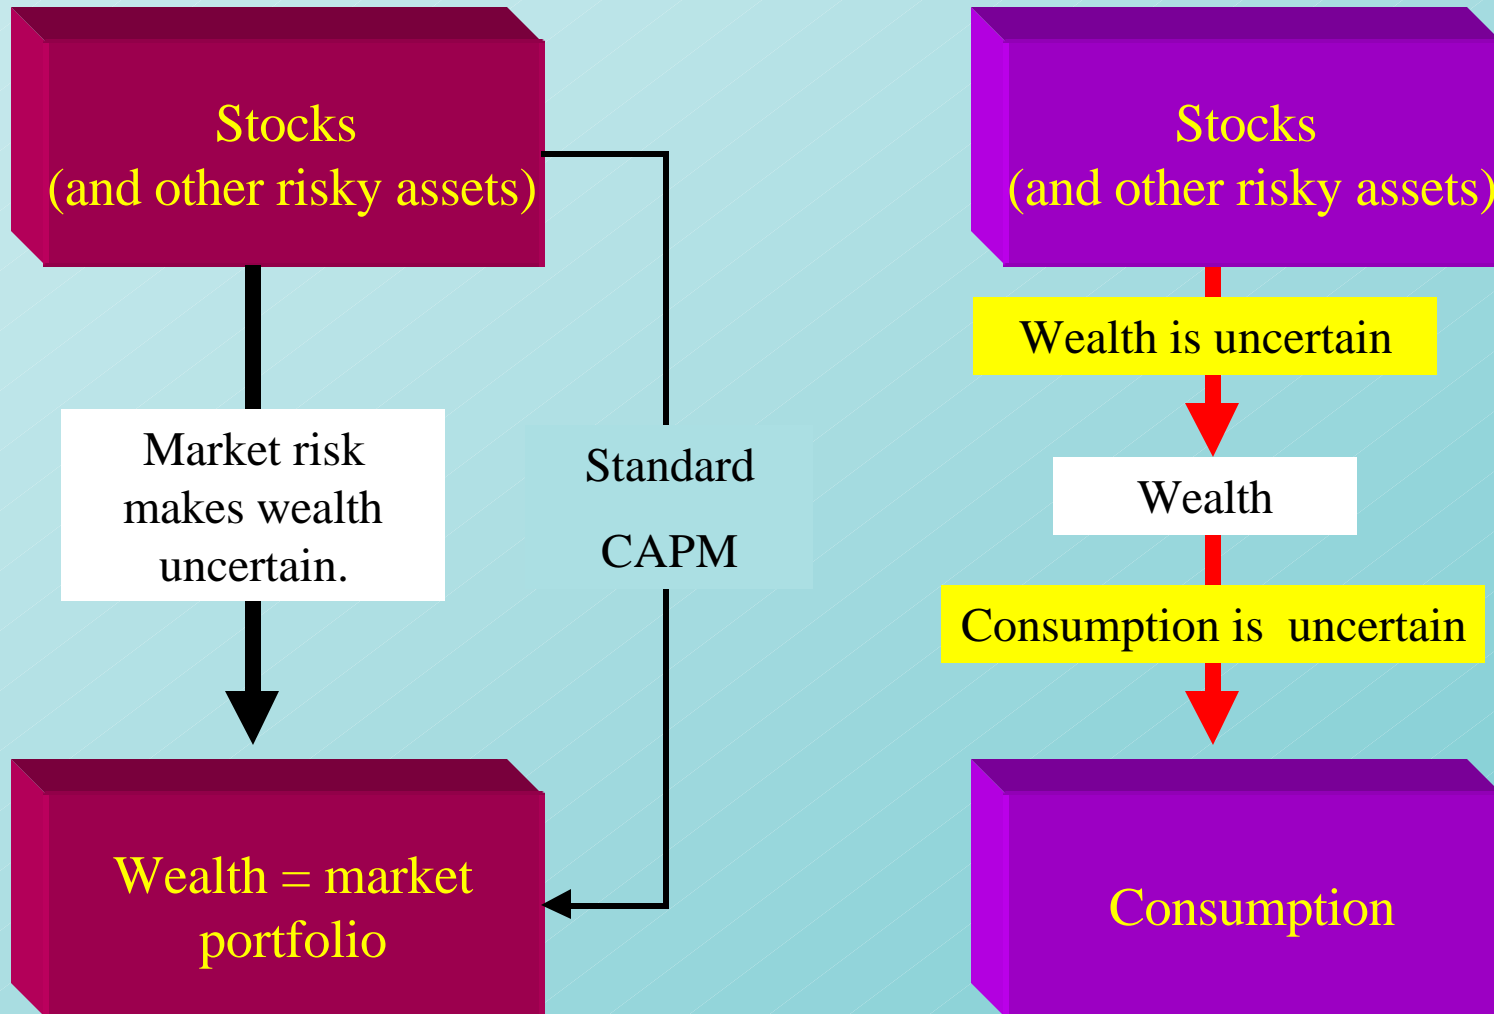 Stocks
(and other risky assets)
Market risk
makes wealth
uncertain.
Standard
CAPM
Wealth = market
portfolio
Stocks
(and other risky assets)
Wealth is uncertain
Wealth
Consumption is  uncertain
Consumption